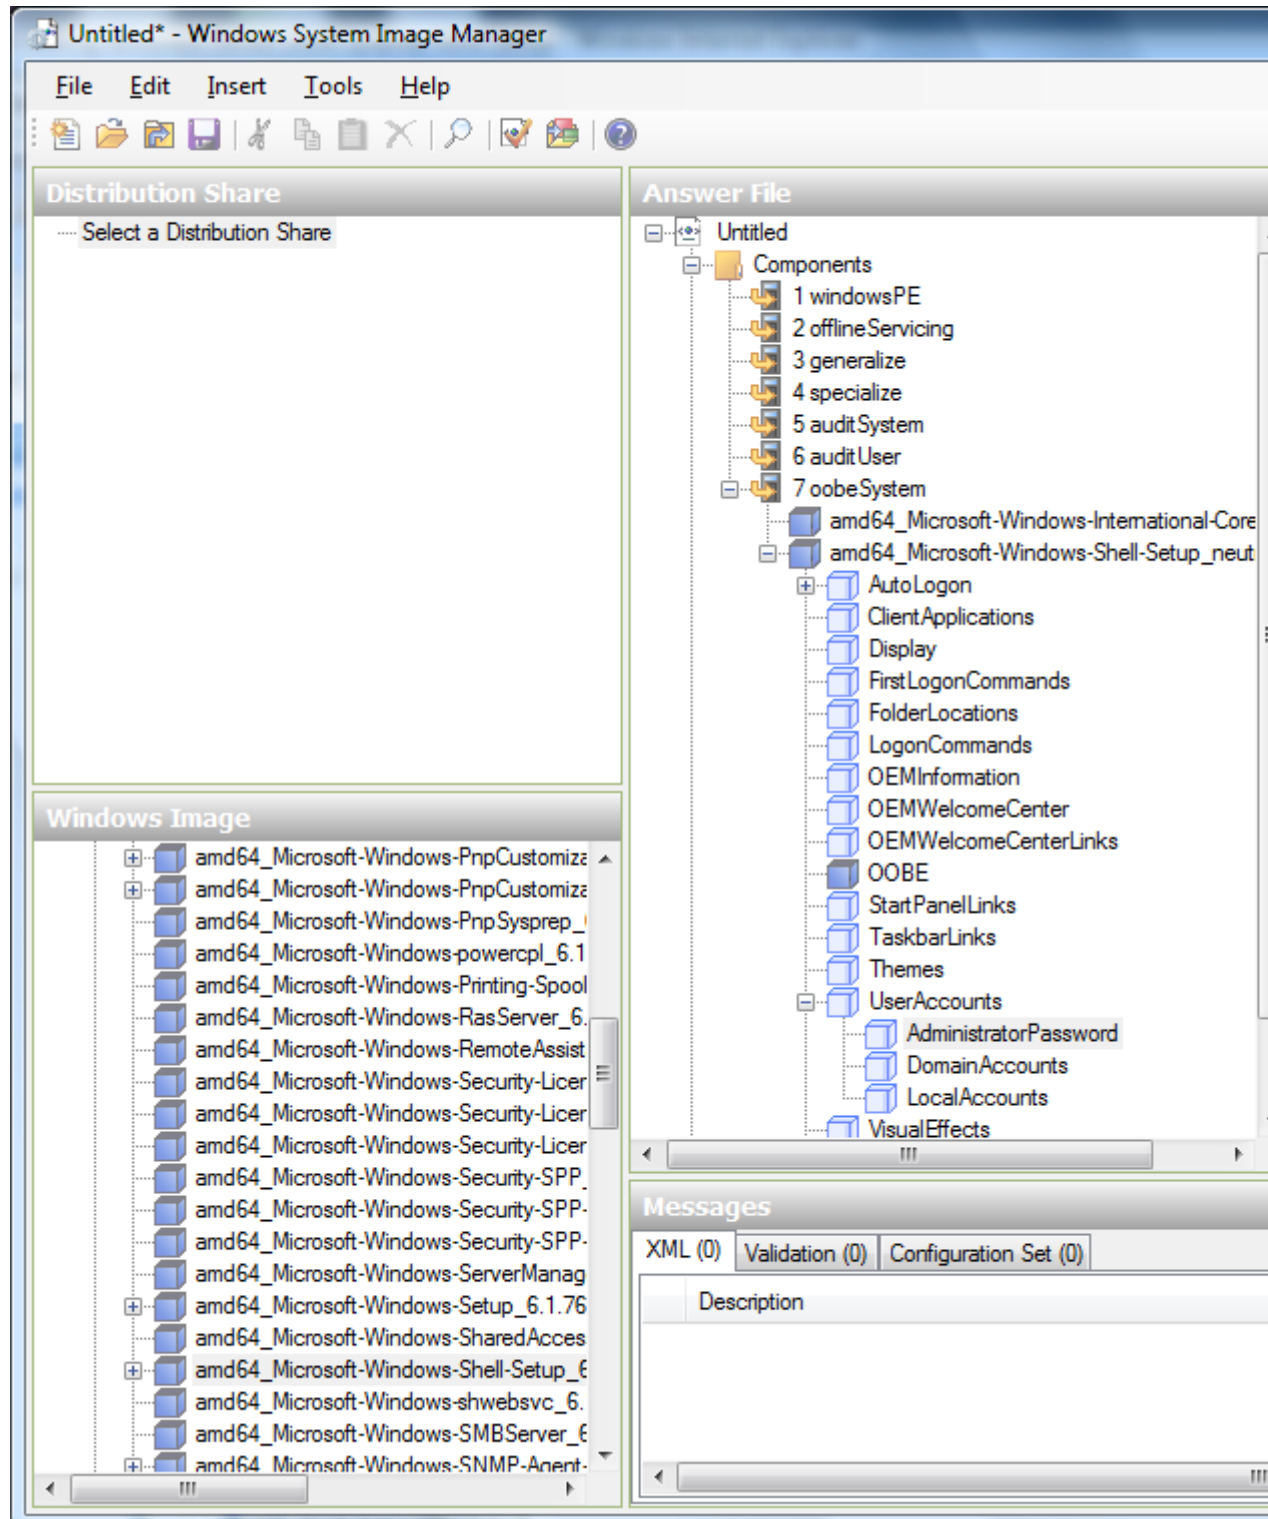 Untitled* - Windows System Image Manager
File Edit Insert Tools Help
Distribution Share
Select a Distribution Share
Windows Image
amd64_Microsoft-Windows-PnpCustomiza
amd64_Microsoft-Windows-PnpCustomiza
amd64_Microsoft-Windows-PnpSysprep_
amd64_Microsoft-Windows-powercpl_6.1
amd64_Microsoft-Windows-Printing-Spool
amd64_Microsoft-Windows-RasServer_6.
amd64_Microsoft-Windows-RemoteAssist
amd64_Microsoft-Windows-Security-Licer
amd64_Microsoft-Windows-Security-Licer
amd64_Microsoft-Windows-Security-Licer
amd64_Microsoft-Windows-Security-SPP_
amd64_Microsoft-Windows-Security-SPP-
amd64_Microsoft-Windows-Security-SPP-
amd64_Microsoft-Windows-ServerManag
amd64_Microsoft-Windows-Setup_6.1.76
amd64_Microsoft-Windows-SharedAcces
amd64_Microsoft-Windows-Shell-Setup_6
amd64_Microsoft-Windows-shwebsvc_6.
amd64_Microsoft-Windows-SMBServer_6
amd64_Microsoft-Windows-SNMP-Agent-
Answer File
Untitled
Components
1 windowsPE
2 offlineServicing
3 generalize
4 specialize
5 auditSystem
6 auditUser
7 oobeSystem
amd64_Microsoft-Windows-International-Core
amd64_Microsoft-Windows-Shell-Setup_neut
AutoLogon
ClientApplications
Display
FirstLogonCommands
FolderLocations
LogonCommands
OEMInformation
OEMWelcomeCenter
OEMWelcomeCenterLinks
OOBE
StartPanelLinks
TaskbarLinks
Themes
UserAccounts
AdministratorPassword
DomainAccounts
LocalAccounts
VisualEffects
Messages
XML (0) Validation (0) Configuration Set (0)
Description